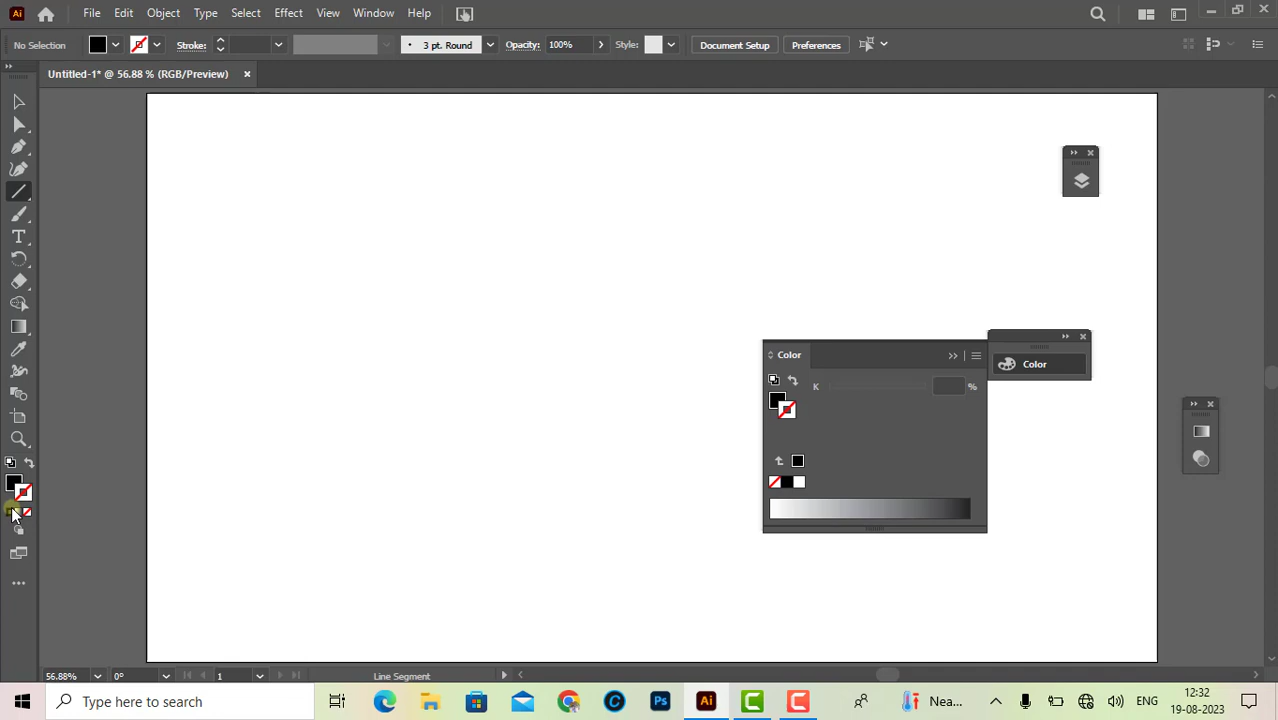 Ai
File Edit Object Type Select Effect View Window Help
No Selection
Stroke:
3 pt. Round
Opacity: 100%
Style:
Document Setup
Preferences
Untitled-1* @ 56.88 % (RGB/Preview)
Color
K
%
Color
56.88%
0°
1
Line Segment
Type here to search
C
Ps
Ai
C
C
Nea...
ENG
12:32
19-08-2023